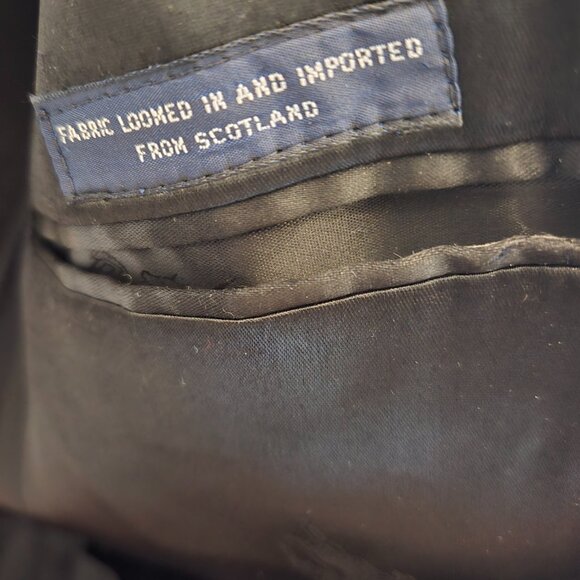 FABRIC LOOMED IN AND IMPORTED
FROM SCOTLAND